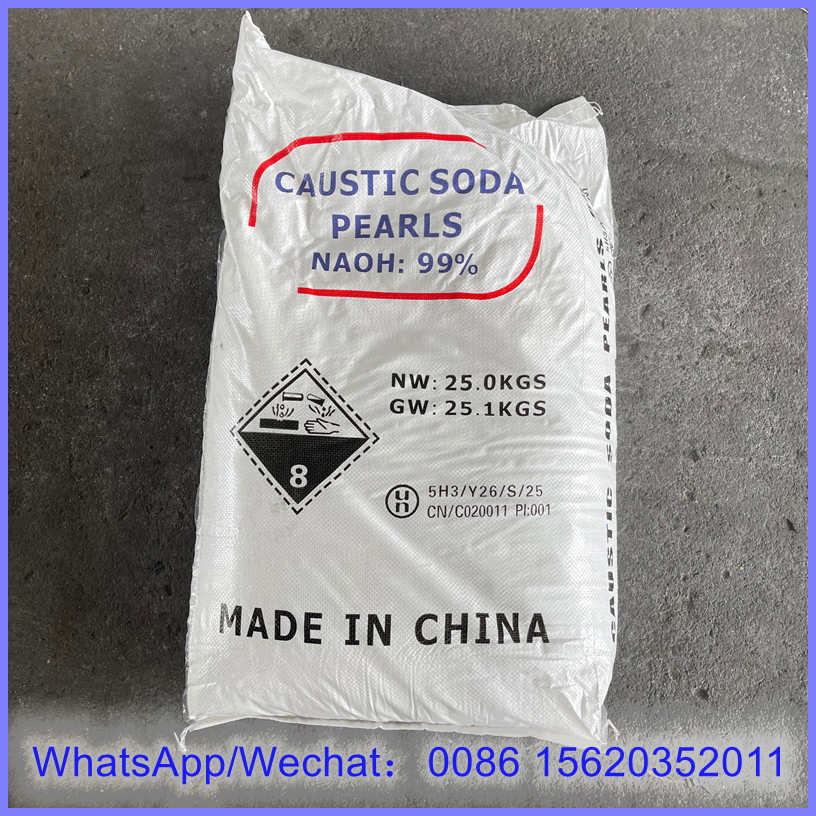 CAUSTIC SODA
PEARLS
NAOH: 99%
NW: 25.0KGS
GW: 25.1KGS
8
UN
5H3/Y26/S/25
CN/C020011 PI:001
MADE IN CHINA
CAUSTIC SODA PEARLS
WhatsApp/Wechat：0086 15620352011